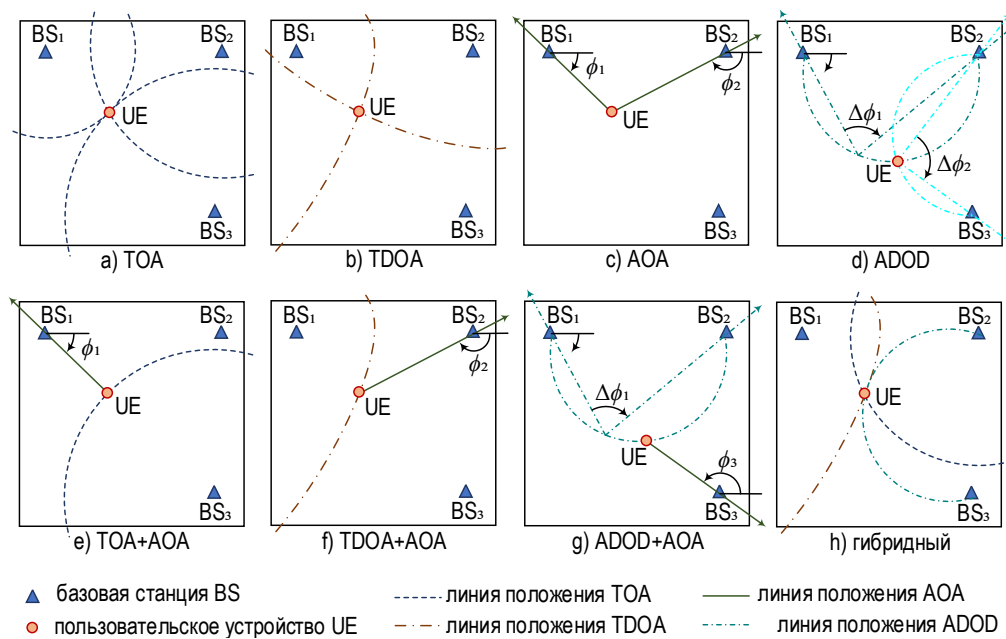 BS₁ BS₂ UE BS₃
a) TOA
BS₁ BS₂ UE BS₃
b) TDOA
BS₁ BS₂ ϕ₁ ϕ₂ UE BS₃
c) AOA
BS₁ BS₂ Δϕ₁ Δϕ₂ UE BS₃
d) ADOD
BS₁ BS₂ ϕ₁ UE BS₃
e) TOA+AOA
BS₁ BS₂ ϕ₂ UE BS₃
f) TDOA+AOA
BS₁ BS₂ Δϕ₁ UE ϕ₃ BS₃
g) ADOD+AOA
BS₁ BS₂ UE BS₃
h) гибридный
базовая станция BS
линия положения TOA
линия положения AOA
пользовательское устройство UE
линия положения TDOA
линия положения ADOD